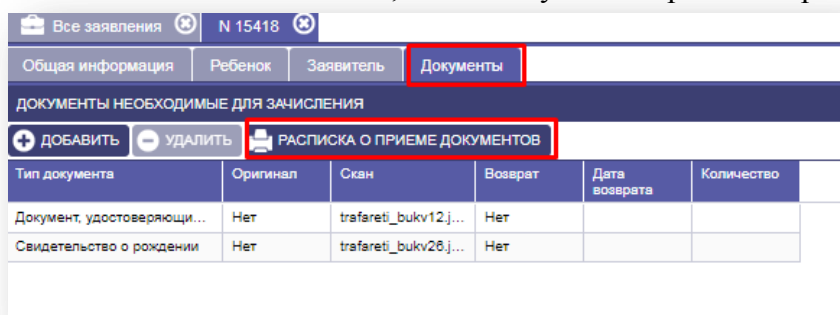 Все заявления N 15418
Общая информация Ребенок Заявитель Документы
ДОКУМЕНТЫ НЕОБХОДИМЫЕ ДЛЯ ЗАЧИСЛЕНИЯ
ДОБАВИТЬ УДАЛИТЬ РАСПИСКА О ПРИЕМЕ ДОКУМЕНТОВ
Тип документа Оригинал Скан Возврат Дата возврата Количество
Документ, удостоверяющи... Нет trafareti_bukv12.j... Нет
Свидетельство о рождении Нет trafareti_bukv26.j... Нет